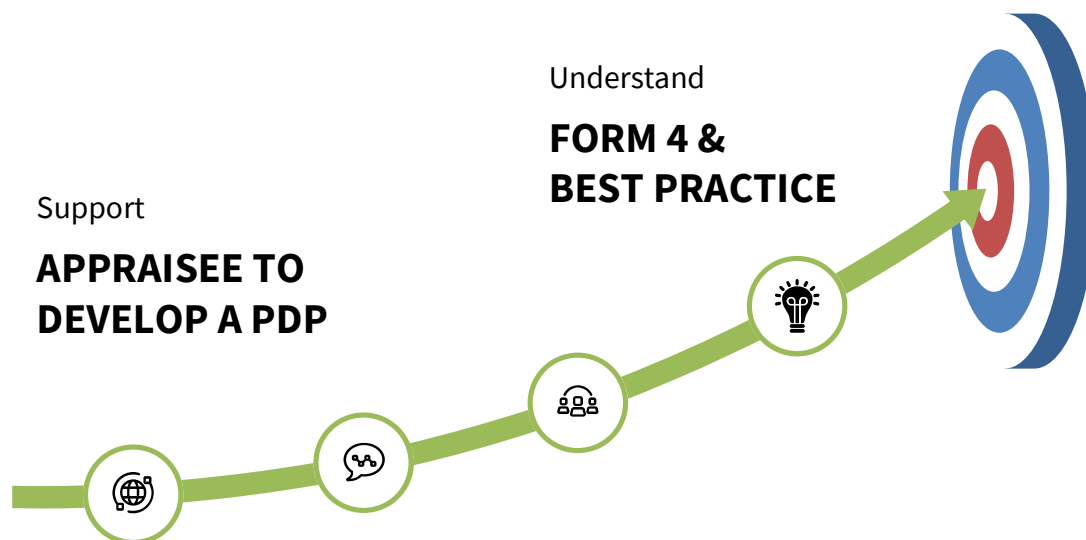 Support
APPRAISEE TO
DEVELOP A PDP
Understand
FORM 4 &
BEST PRACTICE